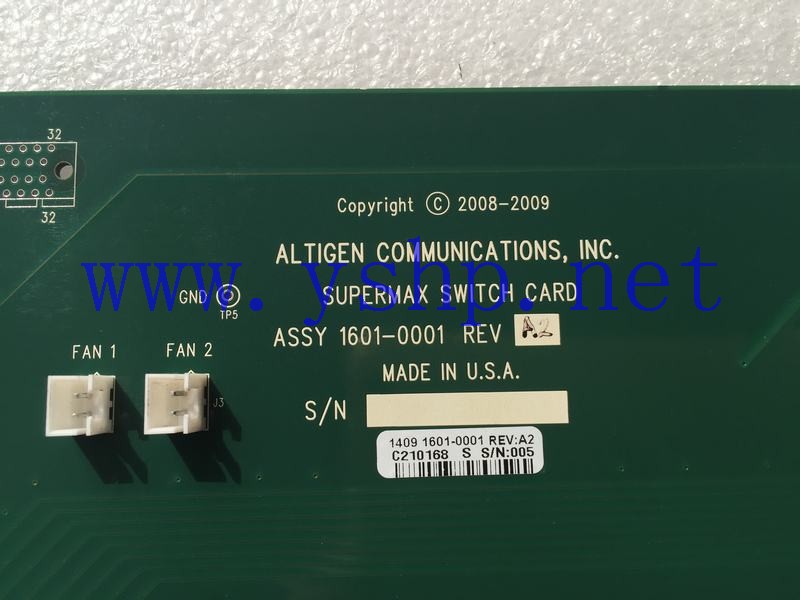 32
32
Copyright © 2008-2009
ALTIGEN COMMUNICATIONS, INC.
www.yshp.net
GND
TP5
SUPERMAX SWITCH CARD
ASSY 1601-0001 REV A2
FAN 1
FAN 2
J3
MADE IN U.S.A.
S/N
1409 1601-0001 REV:A2
C210168 S S/N:005